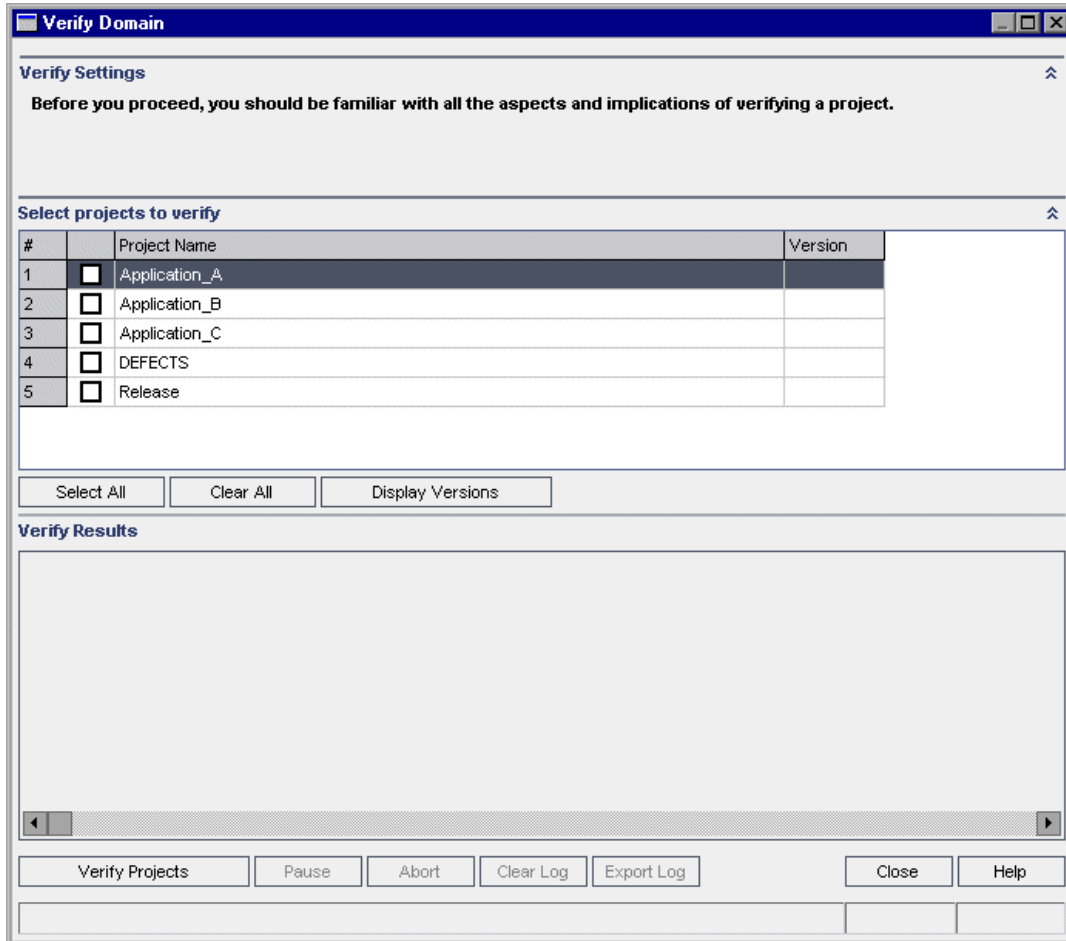 Verify Domain
Verify Settings
Before you proceed, you should be familiar with all the aspects and implications of verifying a project.
Select projects to verify
# Project Name Version
1 Application_A
2 Application_B
3 Application_C
4 DEFECTS
5 Release
Select All Clear All Display Versions
Verify Results
Verify Projects Pause Abort Clear Log Export Log Close Help